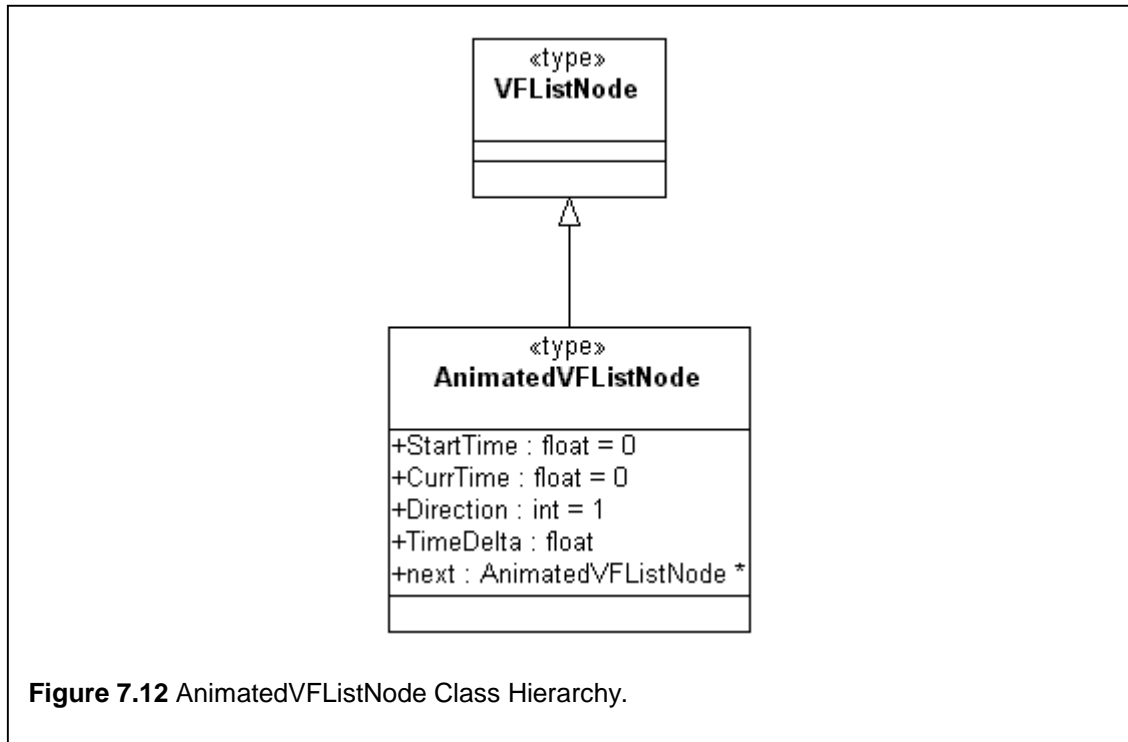 «type»
VFListNode
«type»
AnimatedVFListNode
+StartTime : float = 0
+CurrTime : float = 0
+Direction : int = 1
+TimeDelta : float
+next : AnimatedVFListNode *
Figure 7.12 AnimatedVFListNode Class Hierarchy.